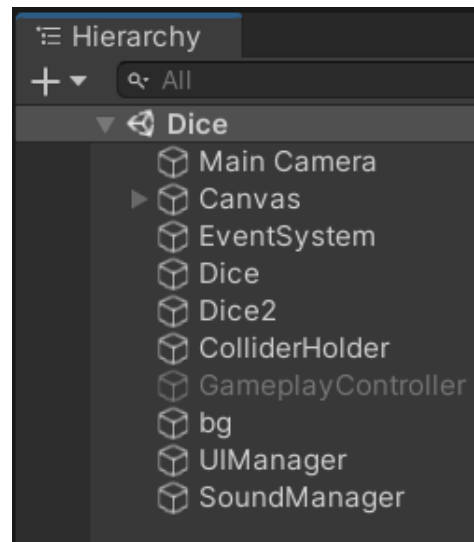 Hierarchy
All
Dice
Main Camera
Canvas
EventSystem
Dice
Dice2
ColliderHolder
GameplayController
bg
UIManager
SoundManager